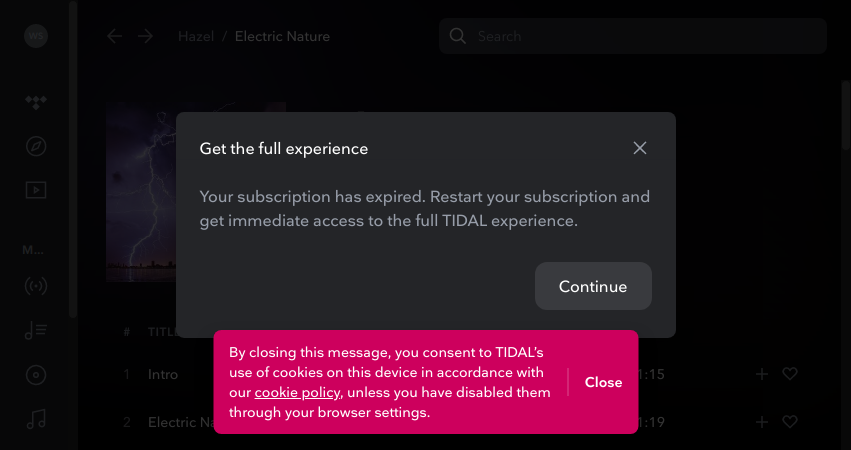 WS
Hazel / Electric Nature
Search
Get the full experience
Your subscription has expired. Restart your subscription and
get immediate access to the full TIDAL experience.
M...
Continue
# TITL
By closing this message, you consent to TIDAL's
use of cookies on this device in accordance with
our cookie policy, unless you have disabled them
through your browser settings.
Close
1 Intro 1:15
2 Electric Na :19